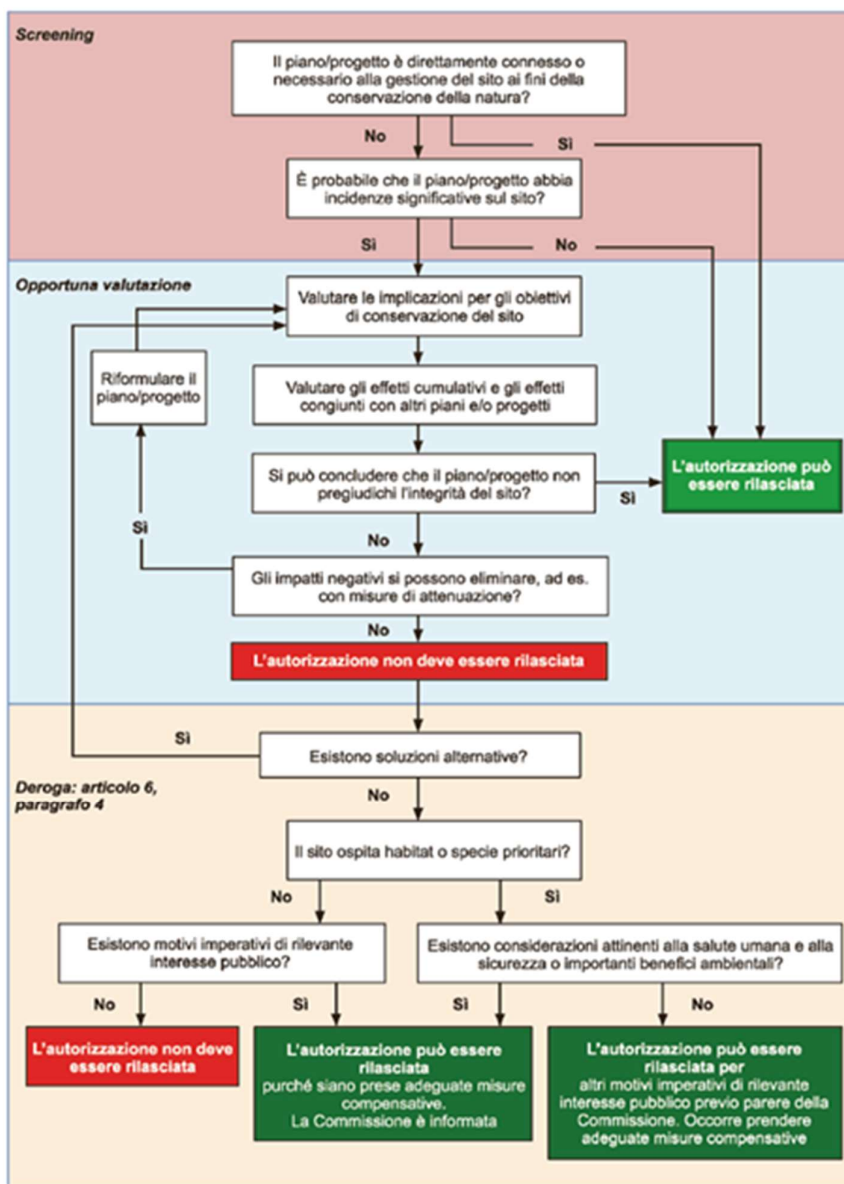 Screening
Il piano/progetto è direttamente connesso o
necessario alla gestione del sito ai fini della
conservazione della natura?
No
Sì
È probabile che il piano/progetto abbia
incidenze significative sul sito?
Sì
No
Opportuna valutazione
Valutare le implicazioni per gli obiettivi
di conservazione del sito
Riformulare il
piano/progetto
Valutare gli effetti cumulativi e gli effetti
congiunti con altri piani e/o progetti
L'autorizzazione può
essere rilasciata
Si può concludere che il piano/progetto non
pregiudichi l'integrità del sito?
Sì
Sì
No
Gli impatti negativi si possono eliminare, ad es.
con misure di attenuazione?
No
L'autorizzazione non deve essere rilasciata
Sì
Esistono soluzioni alternative?
Deroga: articolo 6,
paragrafo 4
No
Il sito ospita habitat o specie prioritari?
No
Sì
Esistono motivi imperativi di rilevante
interesse pubblico?
Esistono considerazioni attinenti alla salute umana e alla
sicurezza o importanti benefici ambientali?
No
Sì
Sì
No
L'autorizzazione non deve
essere rilasciata
L'autorizzazione può essere
rilasciata
purché siano prese adeguate misure
compensative.
La Commissione è informata
L'autorizzazione può essere
rilasciata per
altri motivi imperativi di rilevante
interesse pubblico previo parere della
Commissione. Occorre prendere
adeguate misure compensative